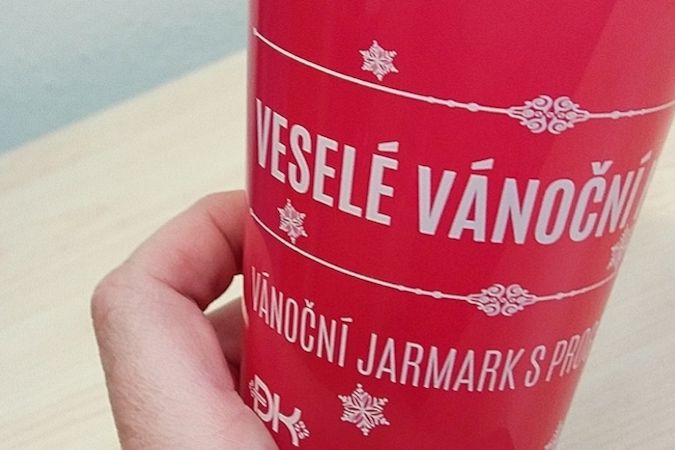 VESELÉ VÁNOČNÍ
VÁNOČNÍ JARMARK S
DK